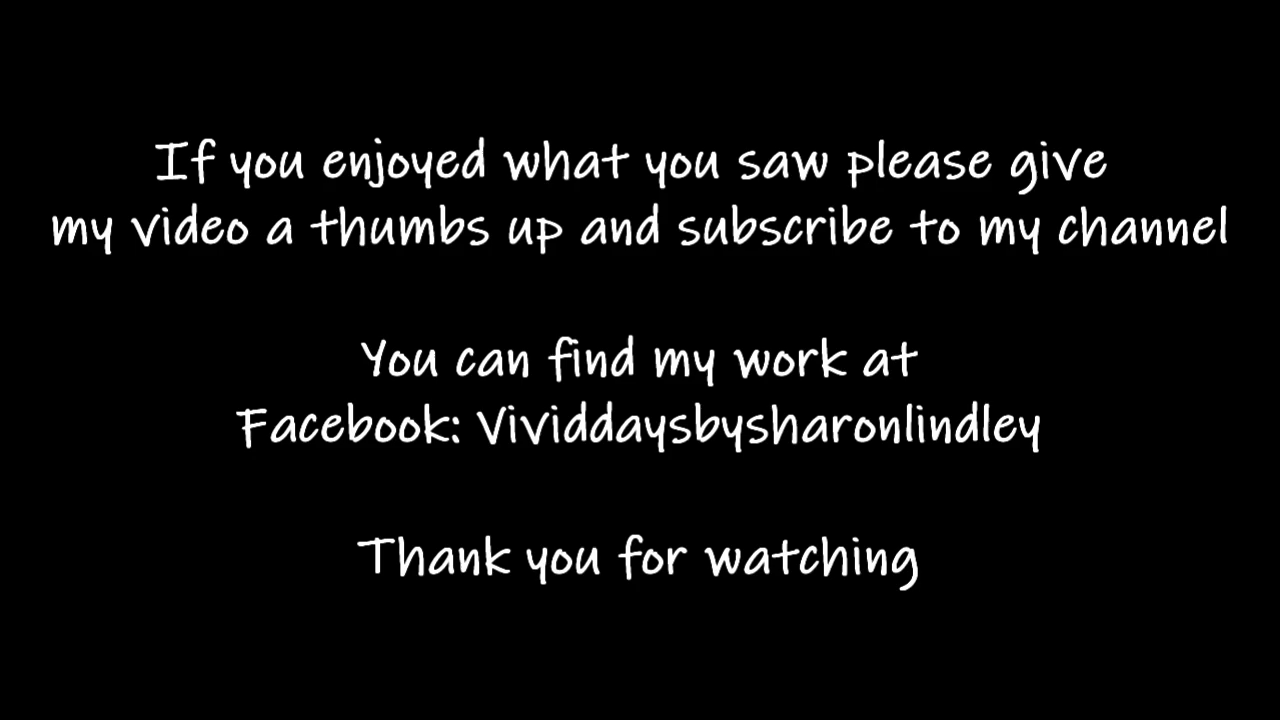 If you enjoyed what you saw please give
my video a thumbs up and subscribe to my channel
You can find my work at
Facebook: Vividdaysbysharonlindley
Thank you for watching